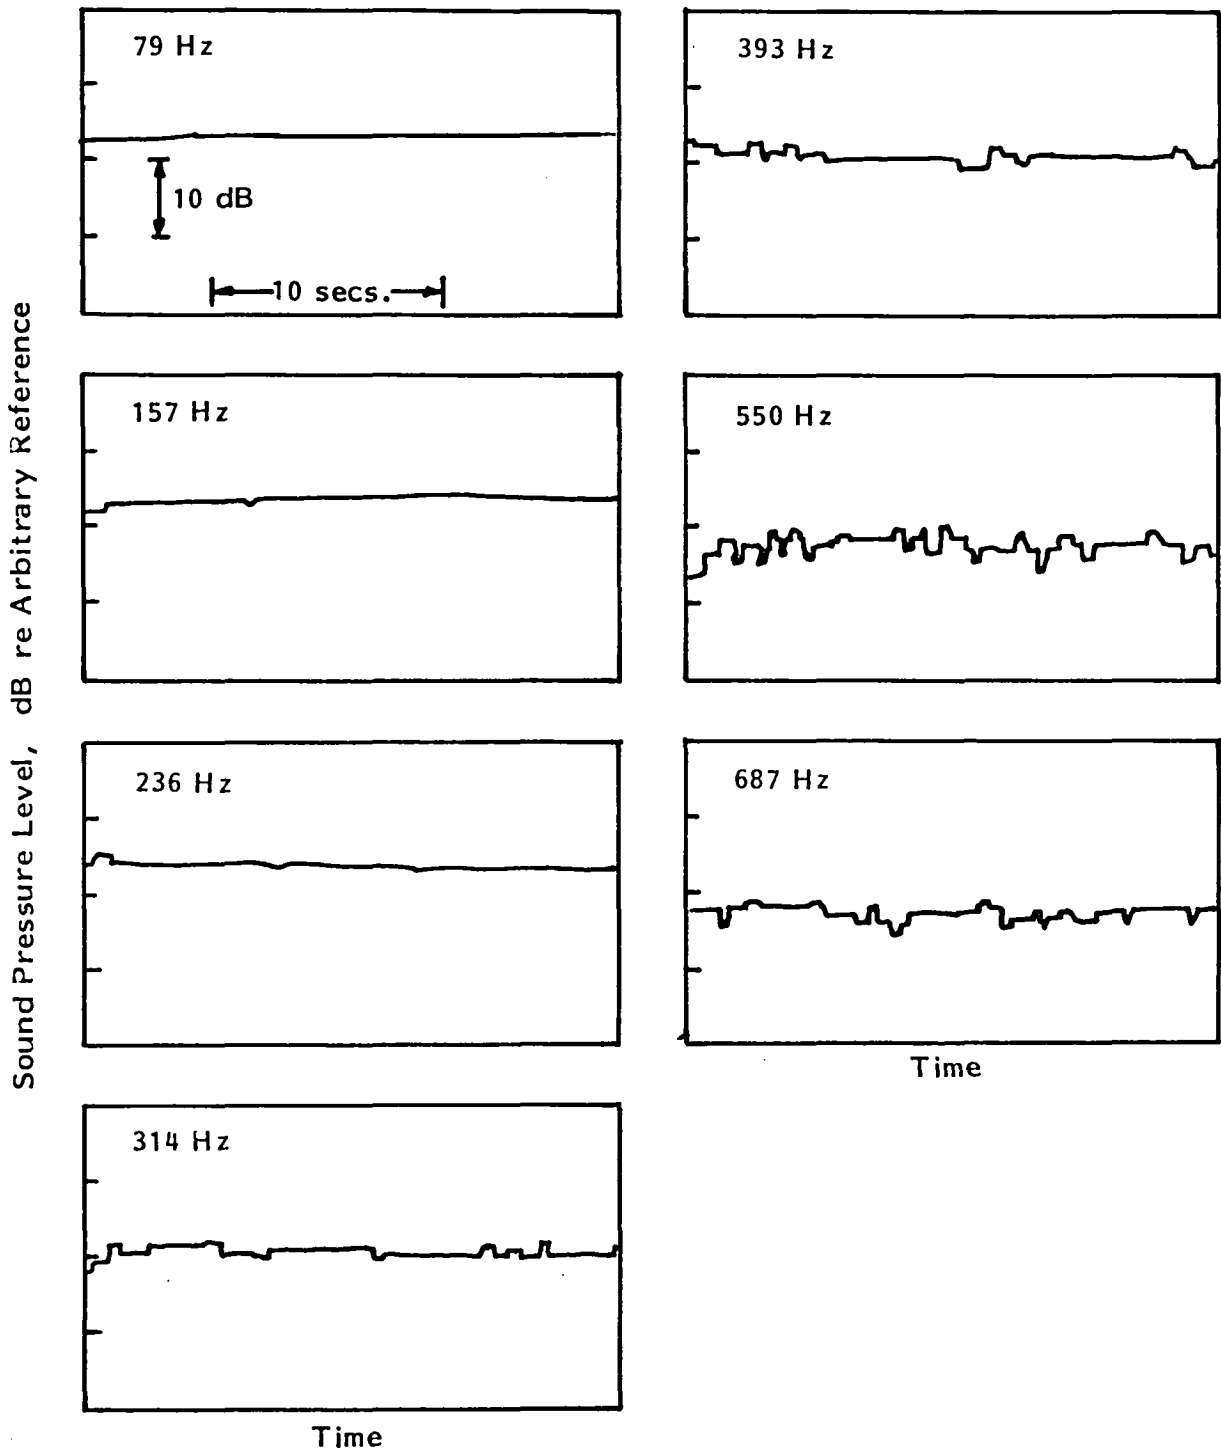 79 Hz
10 dB
10 secs.
393 Hz
157 Hz
550 Hz
236 Hz
687 Hz
Time
314 Hz
Time
Sound Pressure Level, dB re Arbitrary Reference